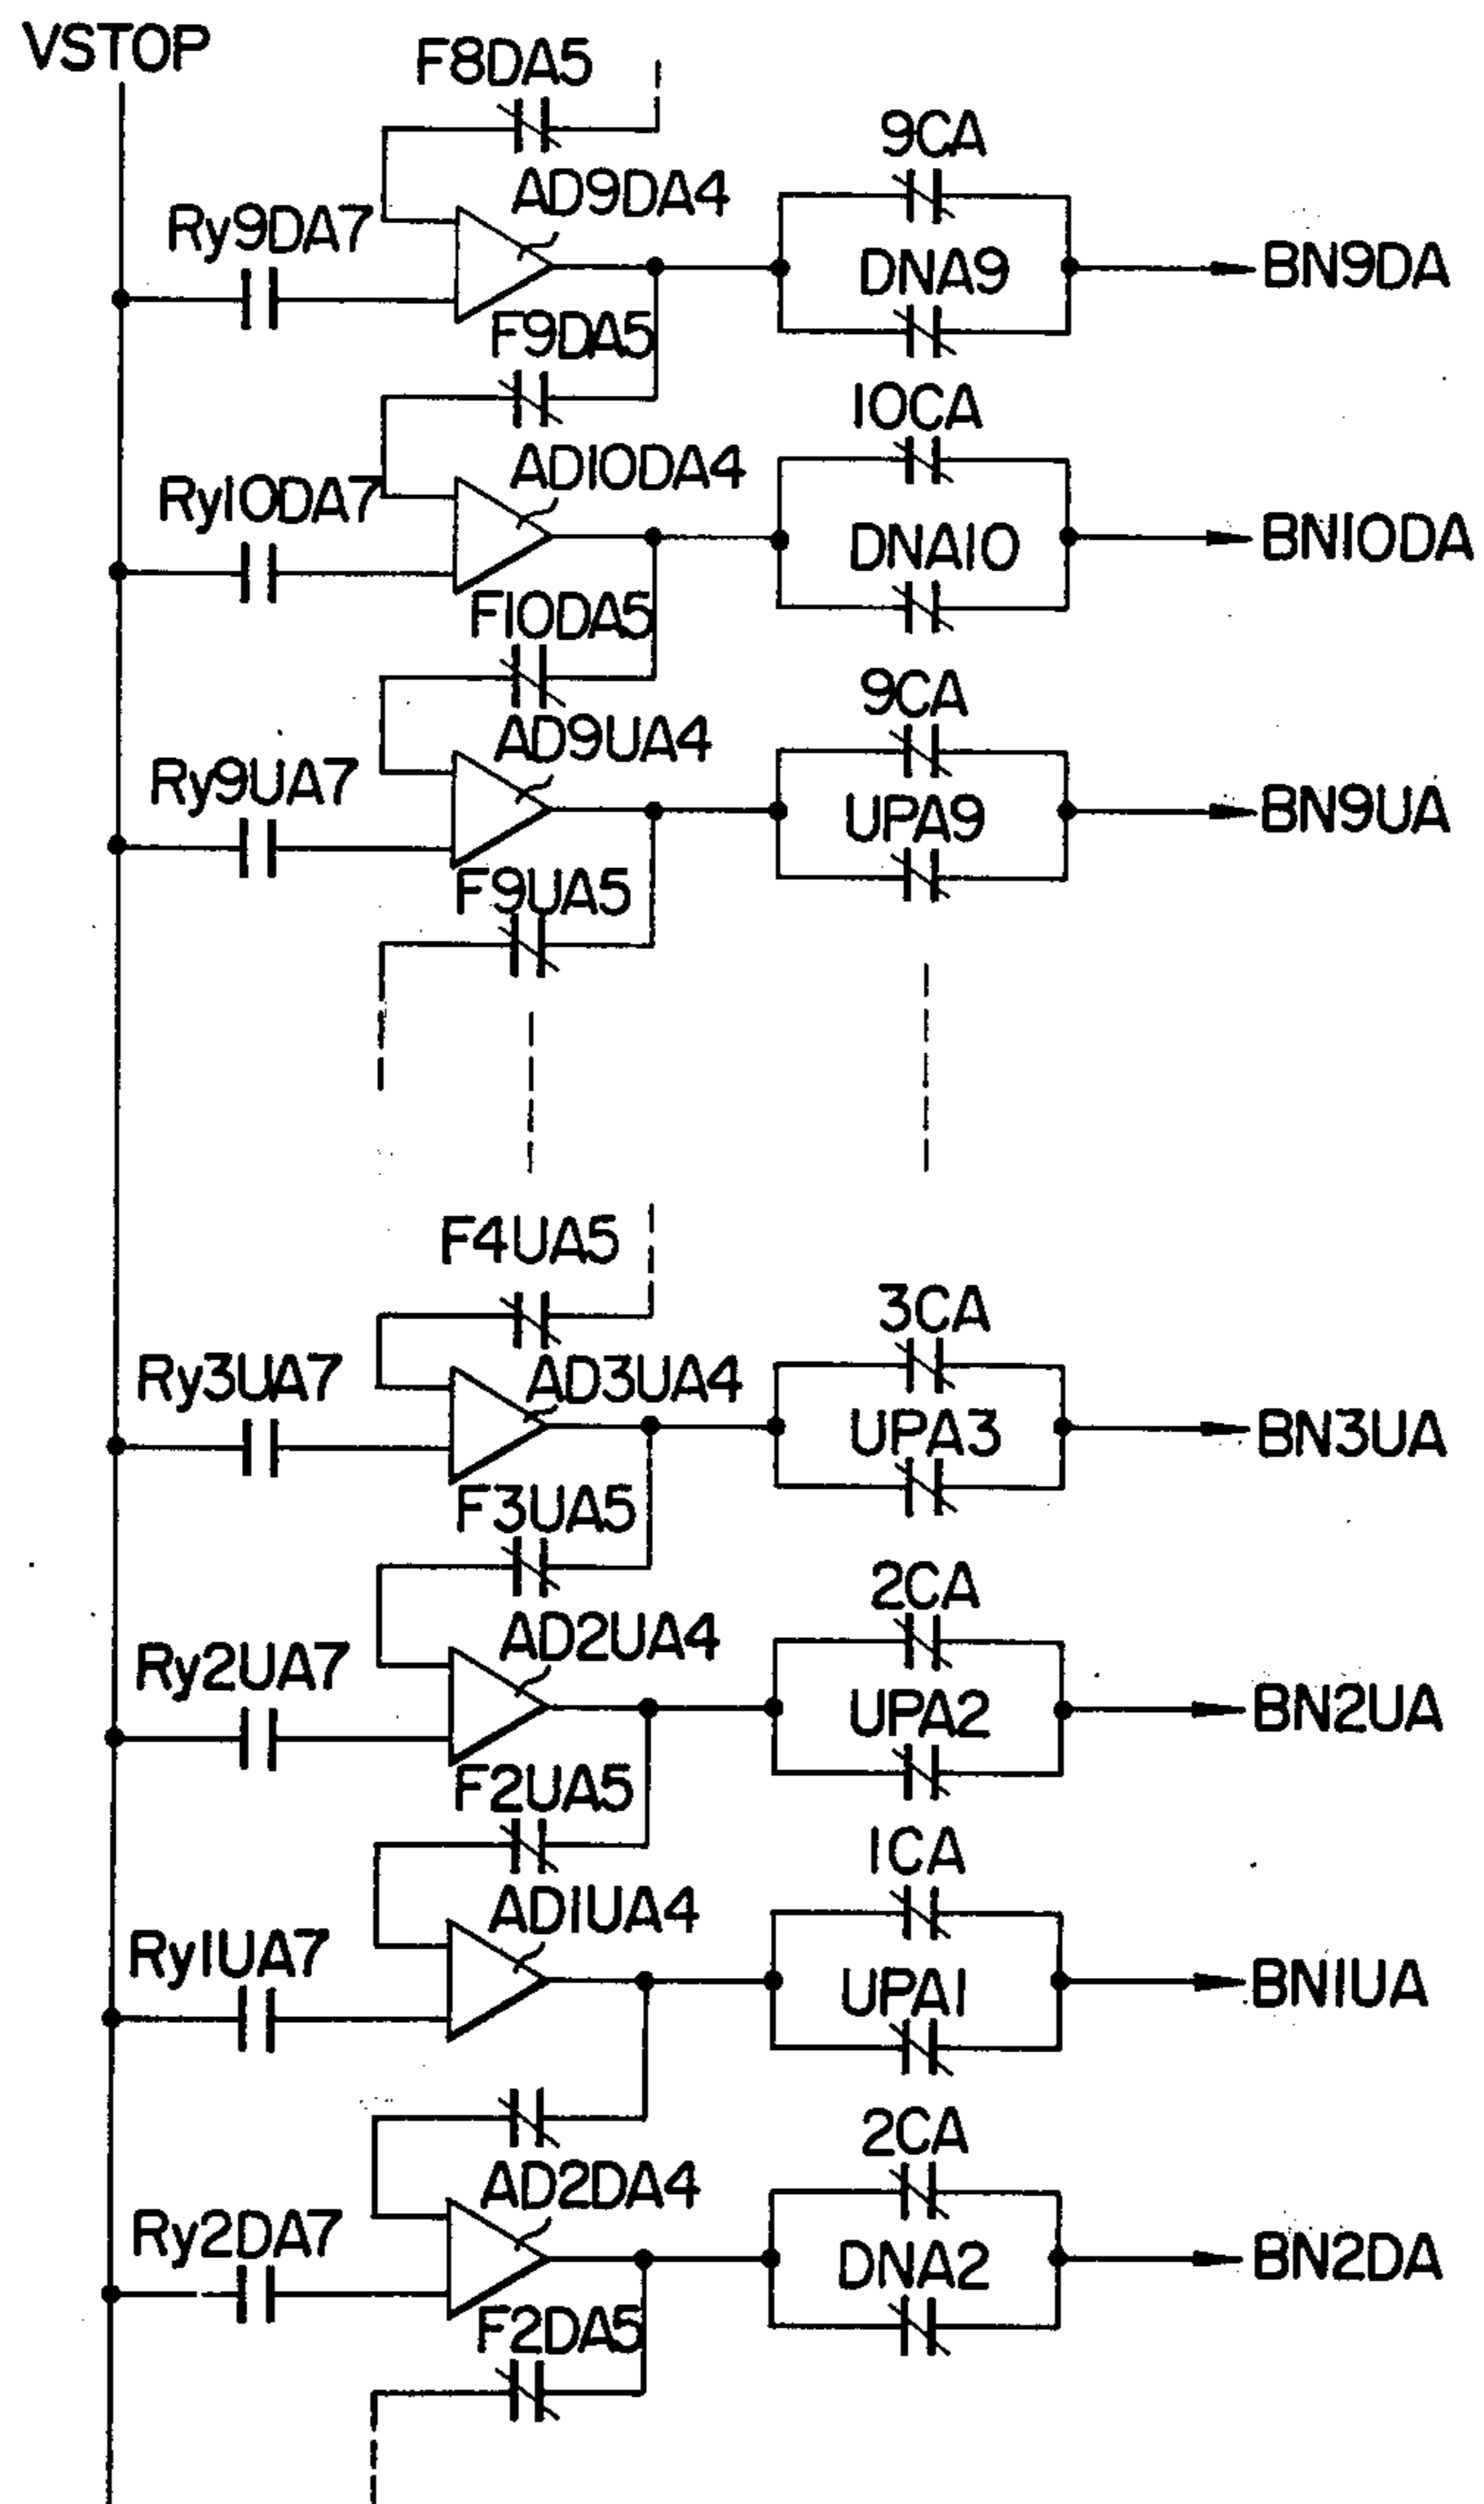 VSTOP
F8DA5
9CA
AD9DA4
Ry9DA7
DNA9
BN9DA
F9DA5
10CA
AD10DA4
Ry10DA7
DNA10
BN10DA
F10DA5
9CA
AD9UA4
Ry9UA7
UPA9
BN9UA
F9UA5
F4UA5
3CA
AD3UA4
Ry3UA7
UPA3
BN3UA
F3UA5
2CA
AD2UA4
Ry2UA7
UPA2
BN2UA
F2UA5
1CA
AD1UA4
Ry1UA7
UPA1
BN1UA
2CA
AD2DA4
Ry2DA7
DNA2
BN2DA
F2DA5